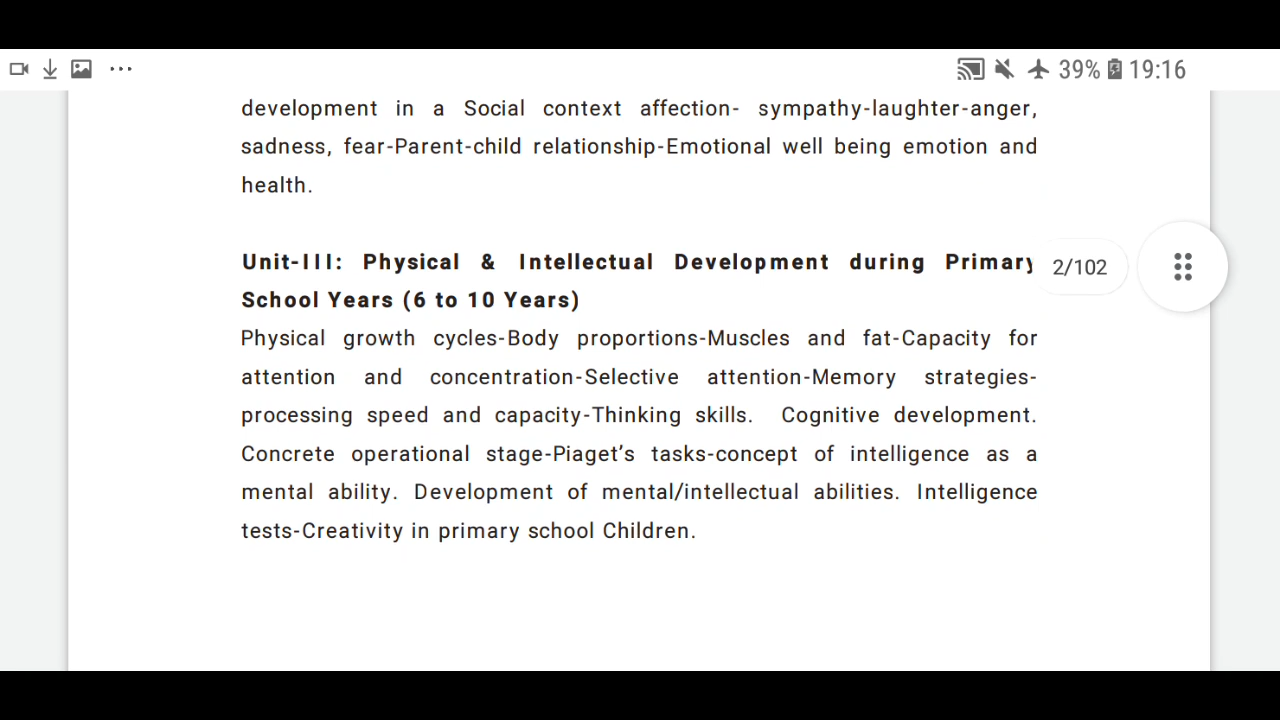 39% 19:16
development in a Social context affection- sympathy-laughter-anger,
sadness, fear-Parent-child relationship-Emotional well being emotion and
health.
Unit-III: Physical & Intellectual Development during Primary
2/102
School Years (6 to 10 Years)
Physical growth cycles-Body proportions-Muscles and fat-Capacity for
attention and concentration-Selective attention-Memory strategies-
processing speed and capacity-Thinking skills. Cognitive development.
Concrete operational stage-Piaget’s tasks-concept of intelligence as a
mental ability. Development of mental/intellectual abilities. Intelligence
tests-Creativity in primary school Children.